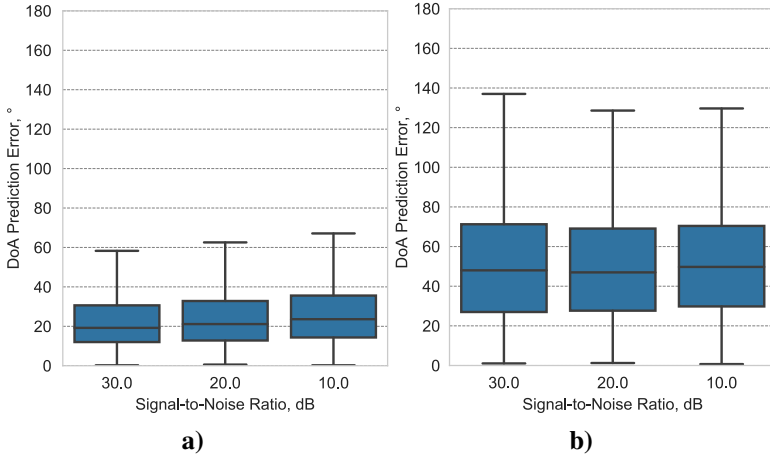 180
160
140
120
100
80
60
40
20
0
DoA Prediction Error, °
30.0 20.0 10.0
Signal-to-Noise Ratio, dB
a)
180
160
140
120
100
80
60
40
20
0
DoA Prediction Error, °
30.0 20.0 10.0
Signal-to-Noise Ratio, dB
b)